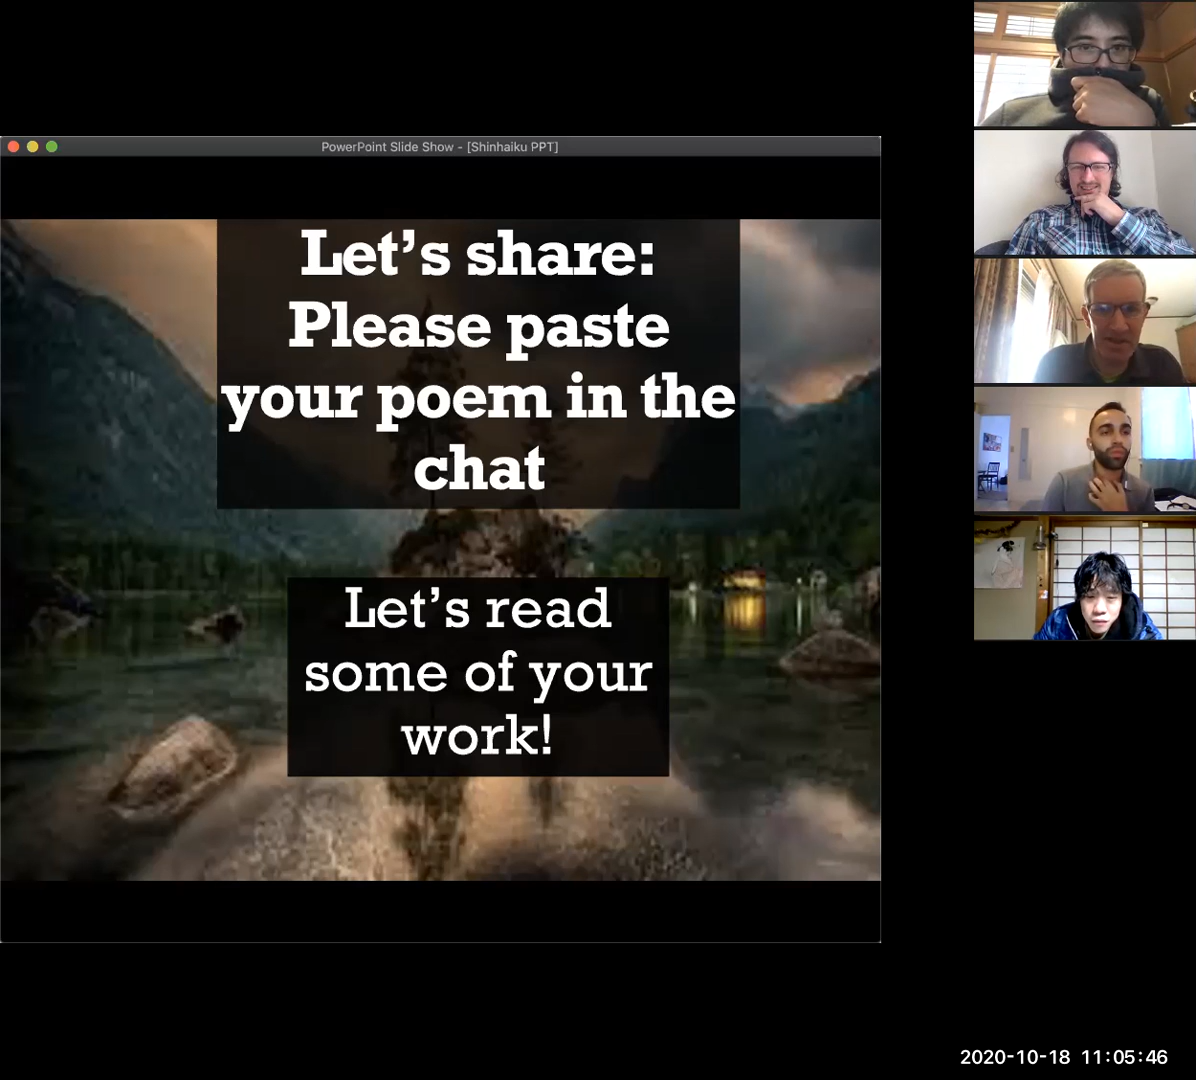 PowerPoint Slide Show - [Shinhaiku PPT]
Let’s share:
Please paste
your poem in the
chat
Let’s read
some of your
work!
2020-10-18 11:05:46